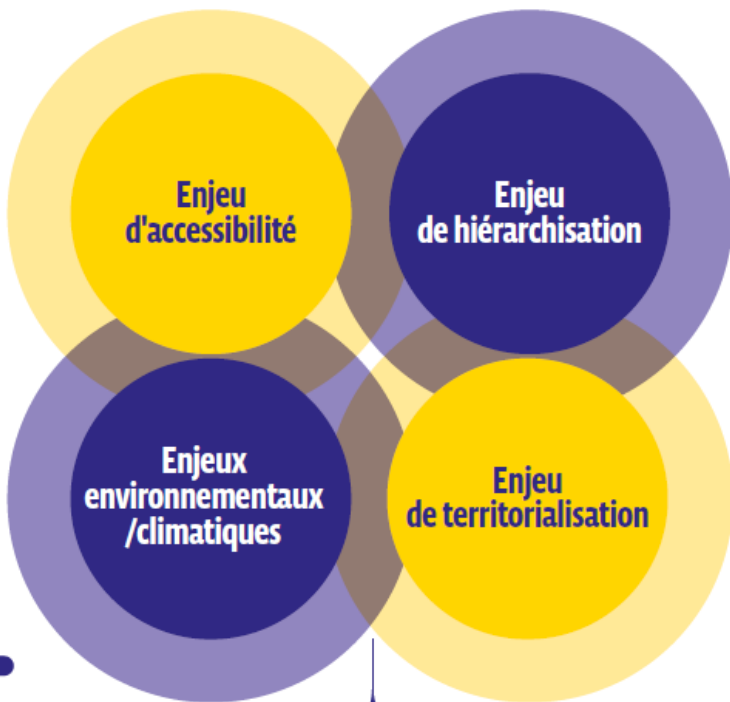 Enjeu
d'accessibilité
Enjeu
de hiérarchisation
Enjeux
environnementaux
/climatiques
Enjeu
de territorialisation